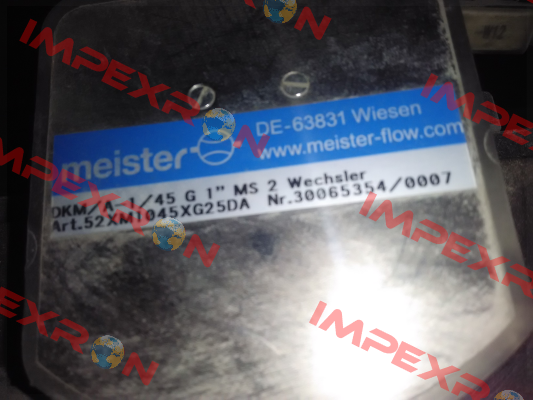 meister
DE-63831 Wiesen
www.meister-flow.com
DKM/A-1/45 G 1" MS 2 Wechsler
Art.52XM1045XG25DA Nr.30065354/0007
IMPEXRON
IMPEXRON
IMPEXRON
IMPEXRON
IMPEXRON